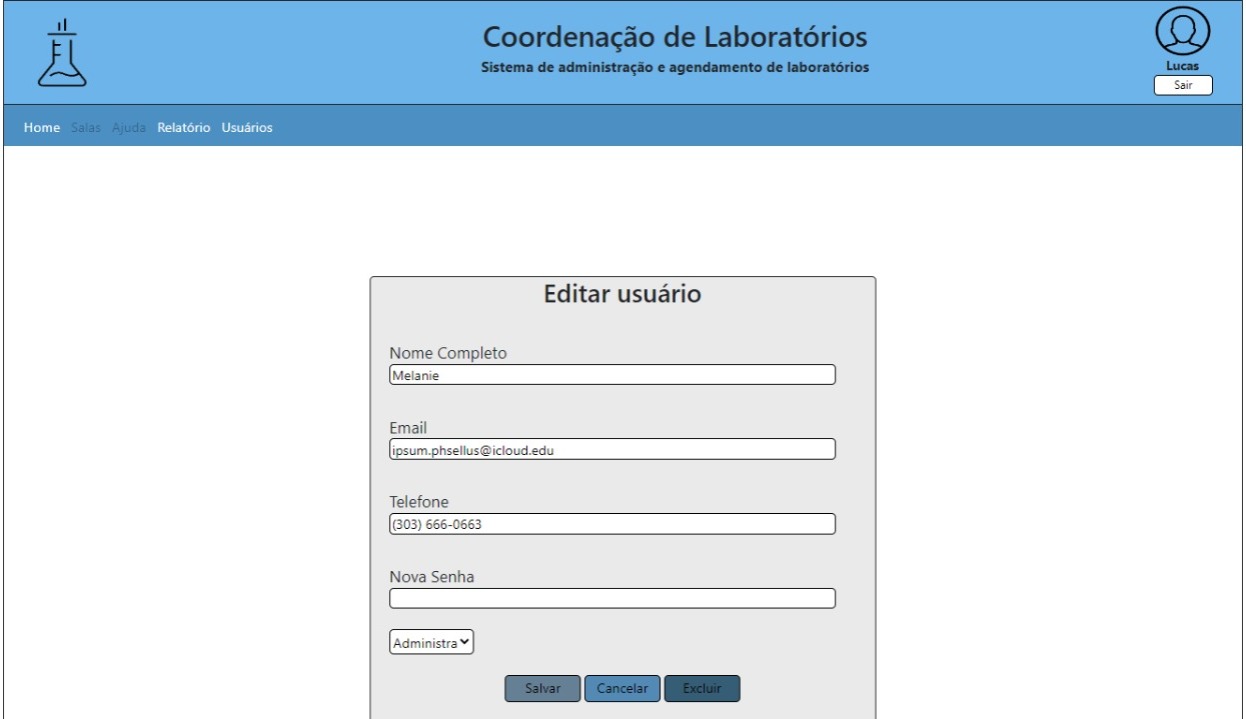 Coordenação de Laboratórios
Sistema de administração e agendamento de laboratórios
Lucas
Sair
Home Salas Ajuda Relatório Usuários
Editar usuário
Nome Completo
Melanie
Email
ipsum.phsellus@icloud.edu
Telefone
(303) 666-0663
Nova Senha
Administra
Salvar Cancelar Excluir